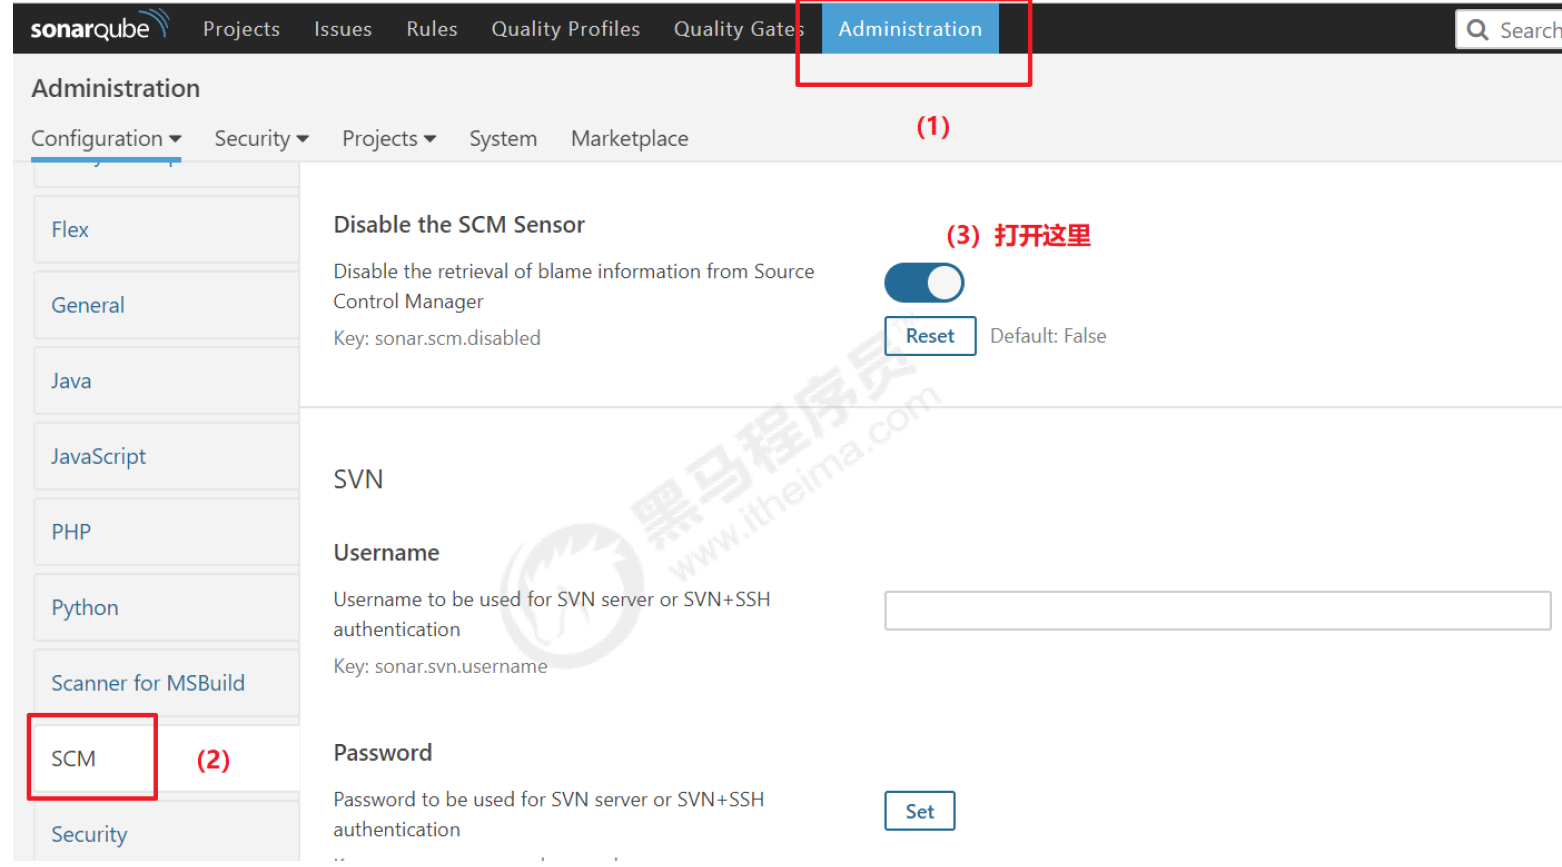 sonarqube Projects Issues Rules Quality Profiles Quality Gates Administration Search
Administration
(1)
Configuration Security Projects System Marketplace
Flex
General
Java
JavaScript
PHP
Python
Scanner for MSBuild
SCM
(2)
Security
Disable the SCM Sensor
(3) 打开这里
Disable the retrieval of blame information from Source
Control Manager
Key: sonar.scm.disabled
Reset Default: False
SVN
Username
Username to be used for SVN server or SVN+SSH
authentication
Key: sonar.svn.username
Password
Password to be used for SVN server or SVN+SSH
authentication
Set
黑马程序员™
www.itheima.com